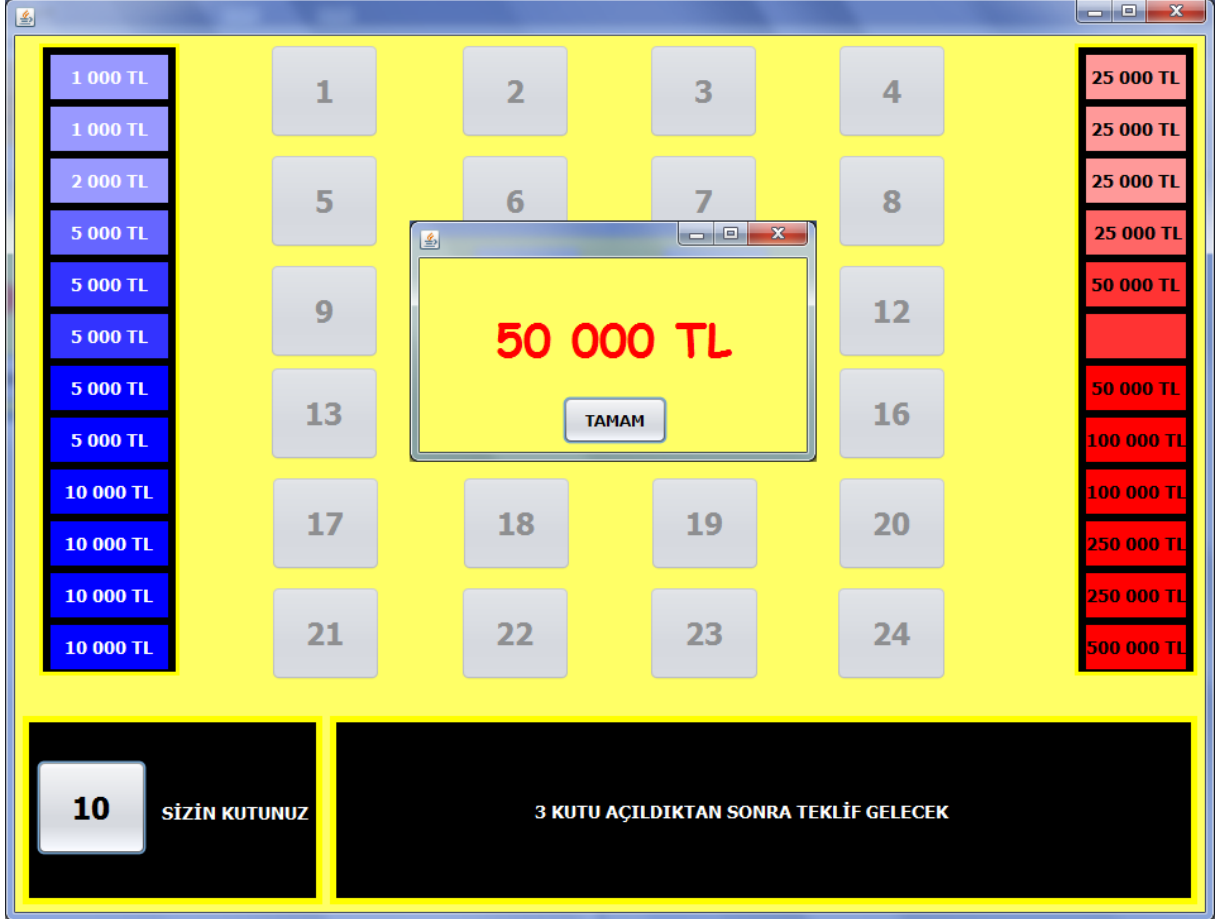 1 000 TL
1 000 TL
2 000 TL
5 000 TL
5 000 TL
5 000 TL
5 000 TL
5 000 TL
10 000 TL
10 000 TL
10 000 TL
10 000 TL
1 2 3 4
5 6 7 8
9 12
13 16
17 18 19 20
21 22 23 24
50 000 TL
TAMAM
25 000 TL
25 000 TL
25 000 TL
25 000 TL
50 000 TL
50 000 TL
100 000 TL
100 000 TL
250 000 TL
250 000 TL
500 000 TL
10 SİZİN KUTUNUZ
3 KUTU AÇILDIKTAN SONRA TEKLİF GELECEK